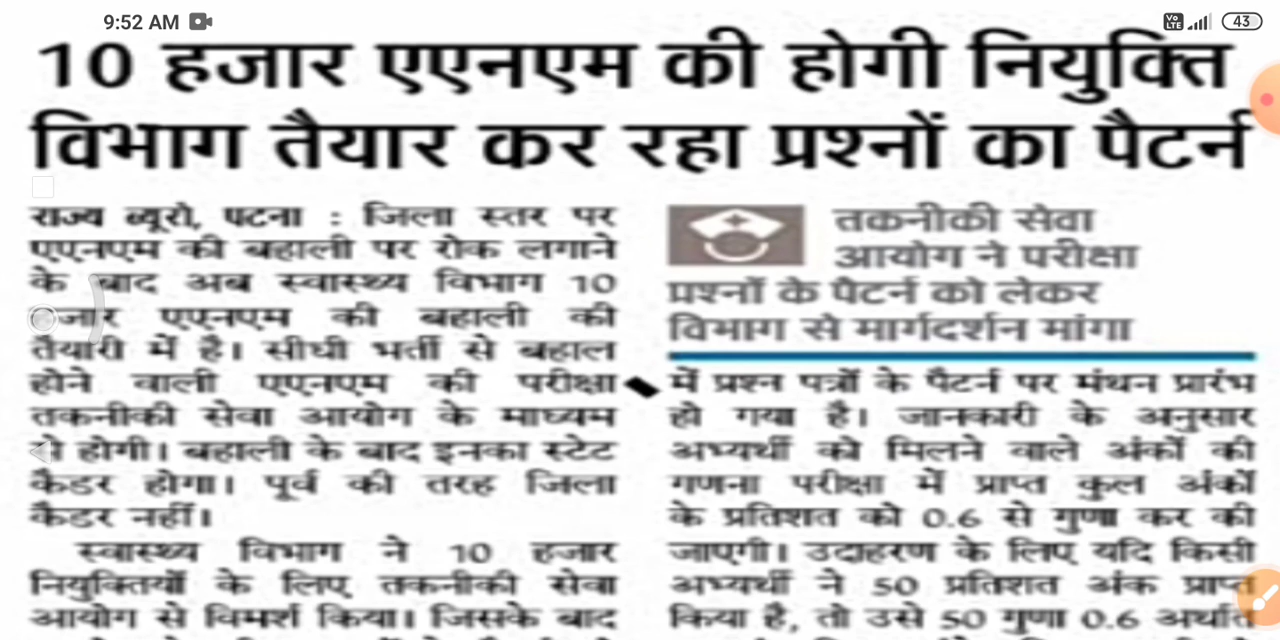 9:52 AM
Vo LTE
43
10 हजार एएनएम की होगी नियुक्ति
विभाग तैयार कर रहा प्रश्नों का पैटर्न
राज्य ब्यूरो, पटना : जिला स्तर पर
एएनएम की बहाली पर रोक लगाने
के बाद अब स्वास्थ्य विभाग 10
हजार एएनएम की बहाली की
तैयारी में है। सीधी भर्ती से बहाल
होने वाली एएनएम की परीक्षा
तकनीकी सेवा आयोग के माध्यम
से होगी। बहाली के बाद इनका स्टेट
कैडर होगा। पूर्व की तरह जिला
कैडर नहीं।
स्वास्थ्य विभाग ने 10 हजार
नियुक्तियों के लिए तकनीकी सेवा
आयोग से विमर्श किया। जिसके बाद
तकनीकी सेवा
आयोग ने परीक्षा
प्रश्नों के पैटर्न को लेकर
विभाग से मार्गदर्शन मांगा
में प्रश्न पत्रों के पैटर्न पर मंथन प्रारंभ
हो गया है। जानकारी के अनुसार
अभ्यर्थी को मिलने वाले अंकों की
गणना परीक्षा में प्राप्त कुल अंकों
के प्रतिशत को 0.6 से गुणा कर की
जाएगी। उदाहरण के लिए यदि किसी
अभ्यर्थी ने 50 प्रतिशत अंक प्राप्त
किया है, तो उसे 50 गुणा 0.6 अर्थात